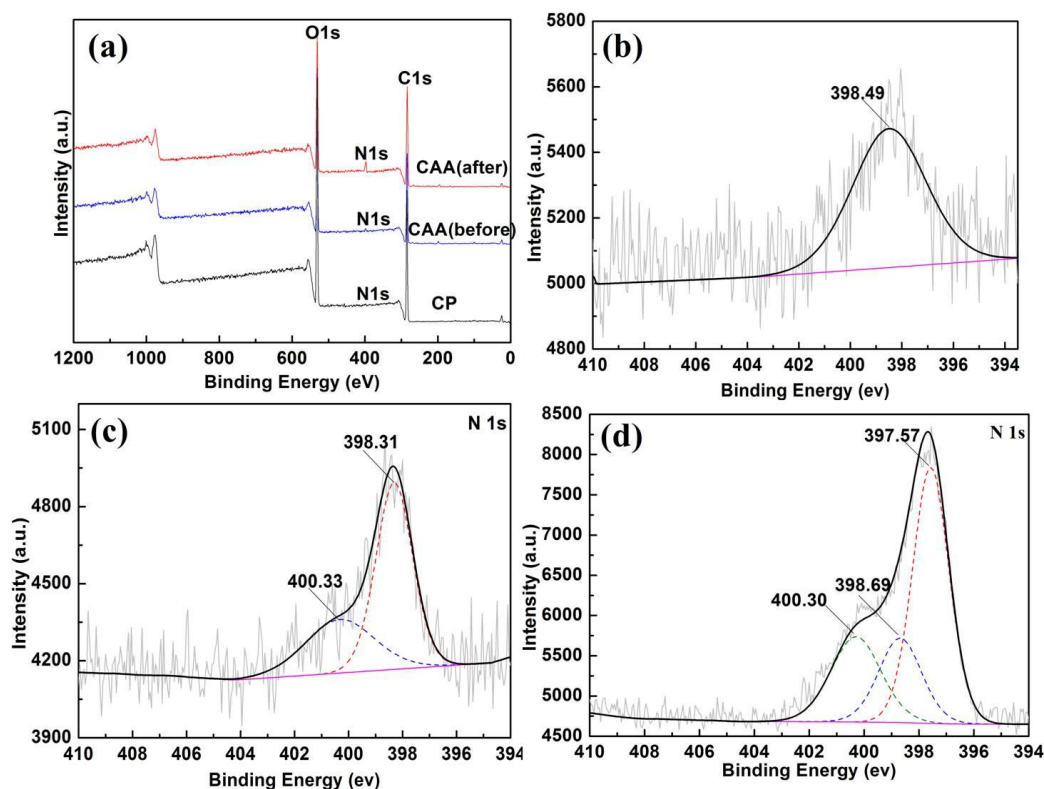 (a)
O1s
C1s
N1s
CAA(after)
N1s
CAA(before)
N1s
CP
Intensity (a.u.)
1200 1000 800 600 400 200 0
Binding Energy (eV)
(b)
398.49
5800
5600
5400
5200
5000
4800
Intensity (a.u.)
410 408 406 404 402 400 398 396 394
Binding Energy (ev)
(c)
N 1s
398.31
400.33
5100
4800
4500
4200
3900
Intensity (a.u.)
410 408 406 404 402 400 398 396 394
Binding Energy (ev)
(d)
N 1s
397.57
398.69
400.30
8500
8000
7500
7000
6500
6000
5500
5000
4500
Intensity (a.u.)
410 408 406 404 402 400 398 396 394
Binding Energy (ev)